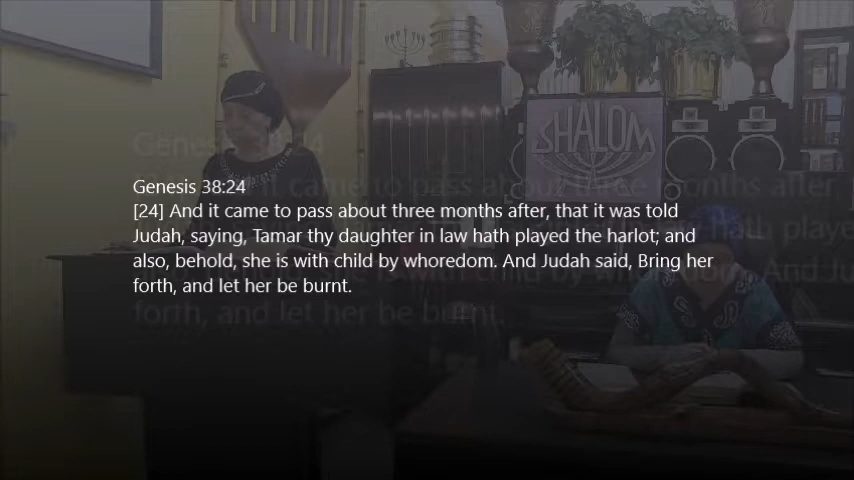 SHALOM
Genesis 38:24
[24] And it came to pass about three months after, that it was told
Judah, saying, Tamar thy daughter in law hath played the harlot; and
also, behold, she is with child by whoredom. And Judah said, Bring her
forth, and let her be burnt.